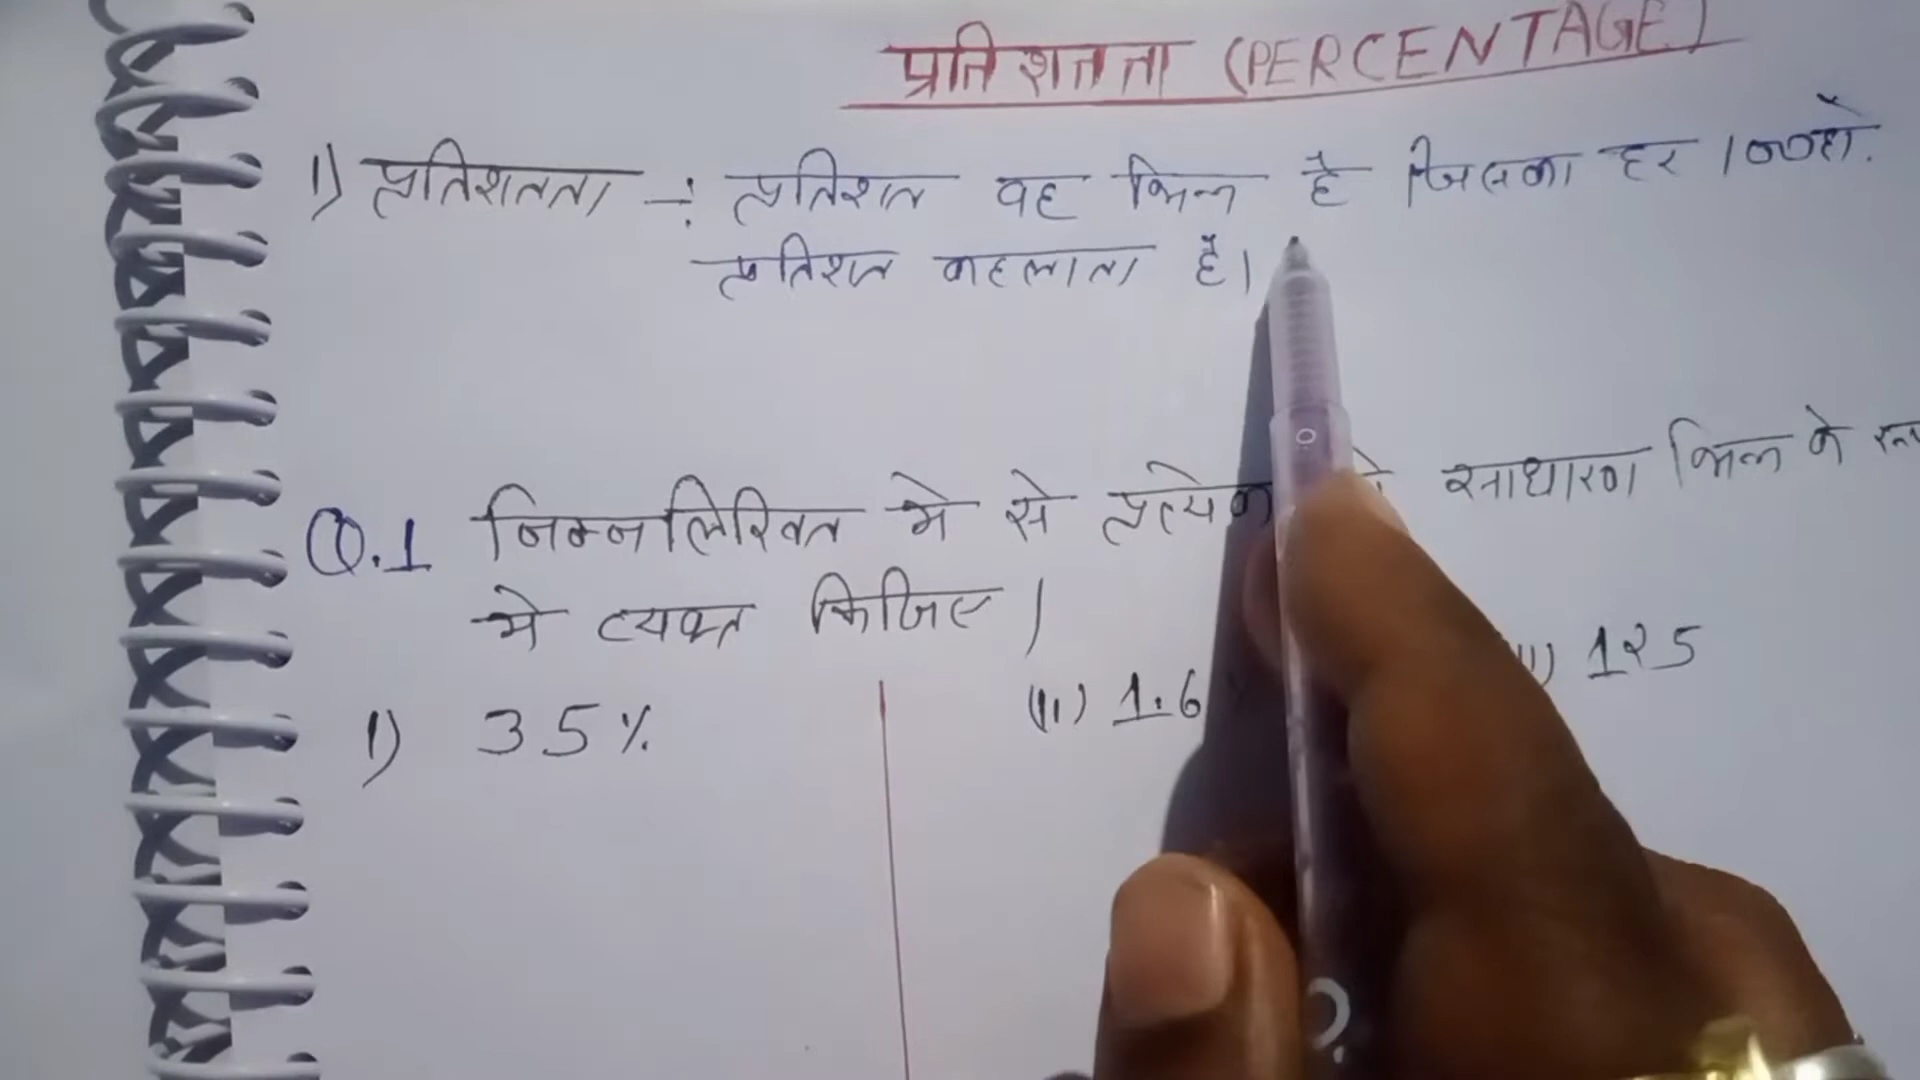 प्रतिशतता (PERCENTAGE)
1) प्रतिशतता -: प्रतिशत वह भिन्न है जिसका हर 100 हो.
प्रतिशत कहलाता है।
Q.1 निम्नलिखित मे से प्रत्येक साधारण भिन्न के
मे व्यक्त किजिए।
1) 35% (ii) 1.6 125